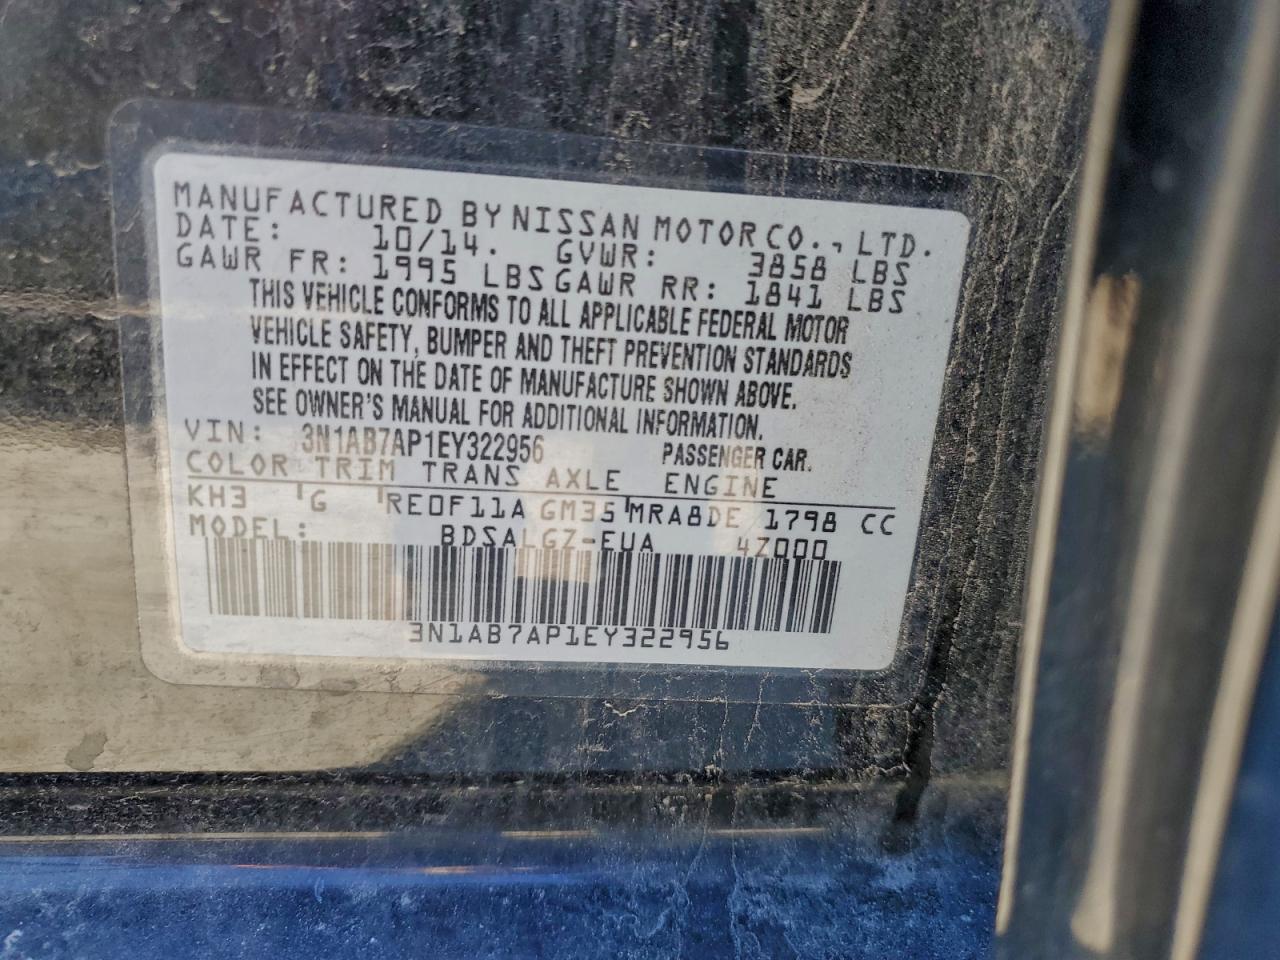 MANUFACTURED BY NISSAN MOTOR CO., LTD.
DATE: 10/14. GVWR: 3858 LBS
GAWR FR: 1995 LBS GAWR RR: 1841 LBS
THIS VEHICLE CONFORMS TO ALL APPLICABLE FEDERAL MOTOR
VEHICLE SAFETY, BUMPER AND THEFT PREVENTION STANDARDS
IN EFFECT ON THE DATE OF MANUFACTURE SHOWN ABOVE.
SEE OWNER'S MANUAL FOR ADDITIONAL INFORMATION.
VIN: 3N1AB7AP1EY322956 PASSENGER CAR.
COLOR TRIM TRANS AXLE ENGINE
KH3 G RE0F11A GM35 MRA8DE 1798 CC
MODEL: BDSALGZ-EUA 4Z000
3N1AB7AP1EY322956